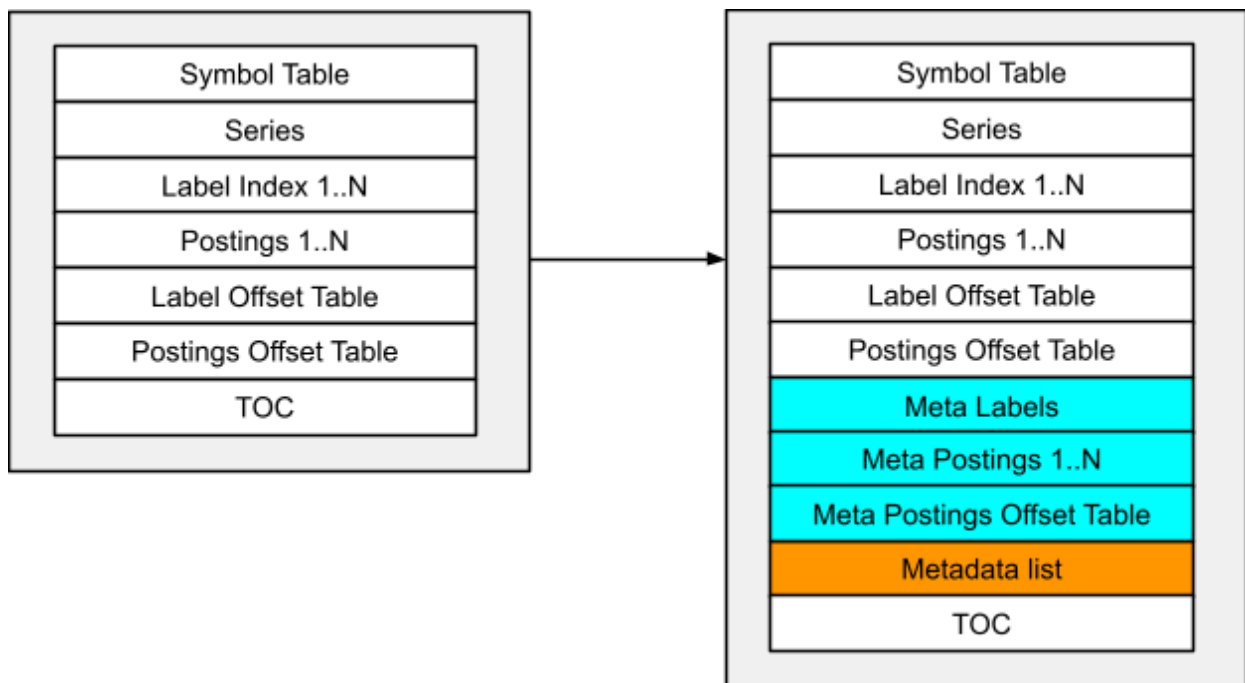 Symbol Table
Series
Label Index 1..N
Postings 1..N
Label Offset Table
Postings Offset Table
TOC
Symbol Table
Series
Label Index 1..N
Postings 1..N
Label Offset Table
Postings Offset Table
Meta Labels
Meta Postings 1..N
Meta Postings Offset Table
Metadata list
TOC